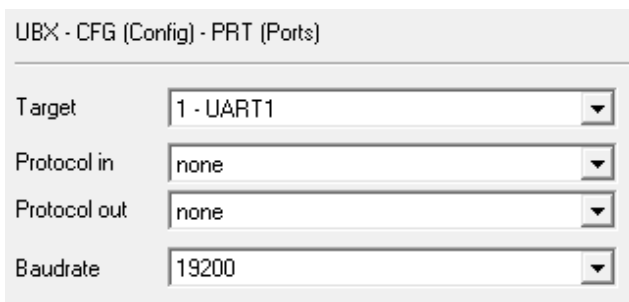 UBX - CFG (Config) - PRT (Ports)
Target 1 - UART1
Protocol in none
Protocol out none
Baudrate 19200